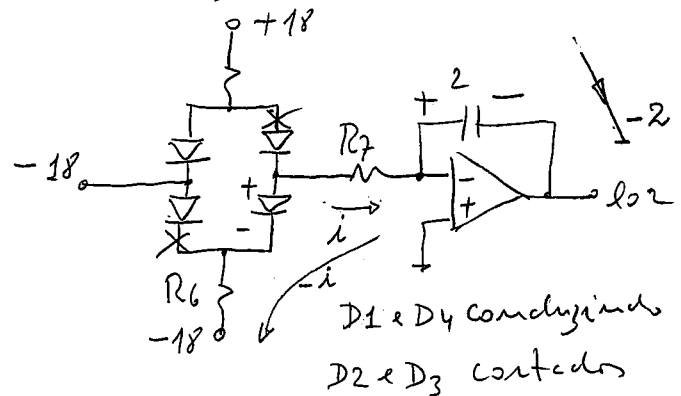 +18
2
+ -
-2
R7
-18
+
-
-
+
lo2
i
-i
R6
-18
D1 e D4 conduzindo
D2 e D3 cortados